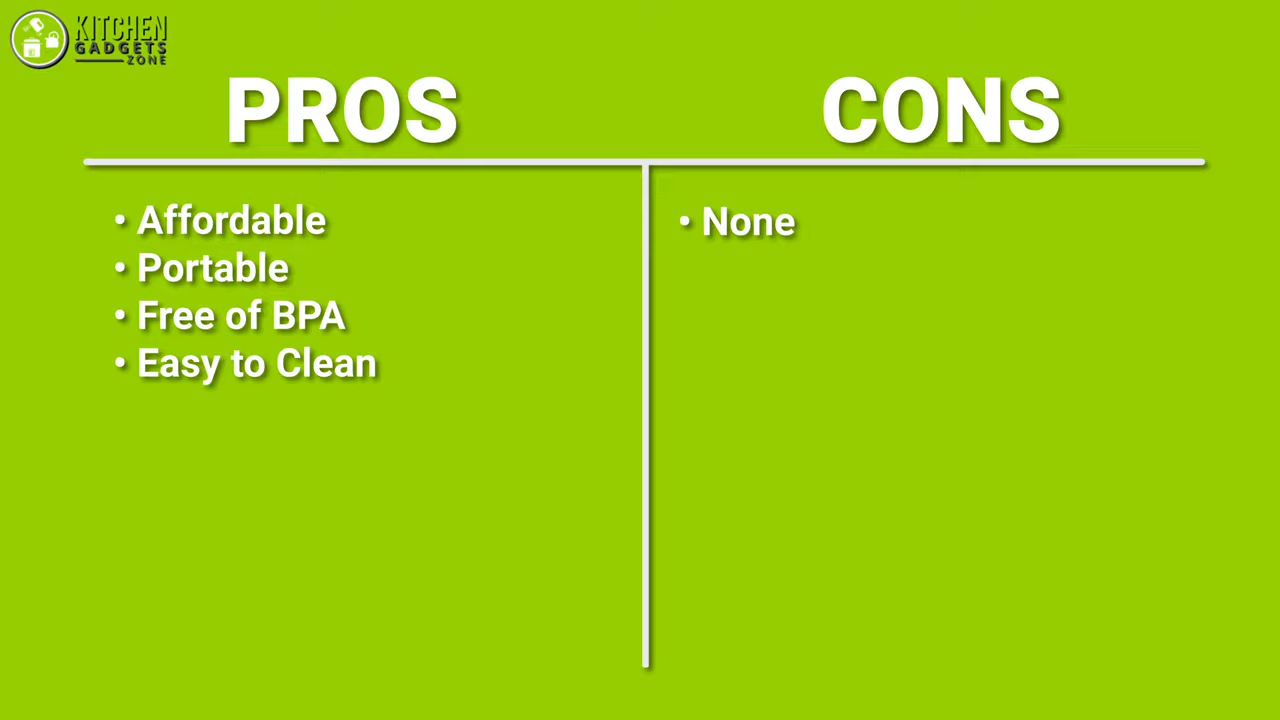 KITCHEN
GADGETS
ZONE
PROS
CONS
• Affordable
• Portable
• Free of BPA
• Easy to Clean
• None